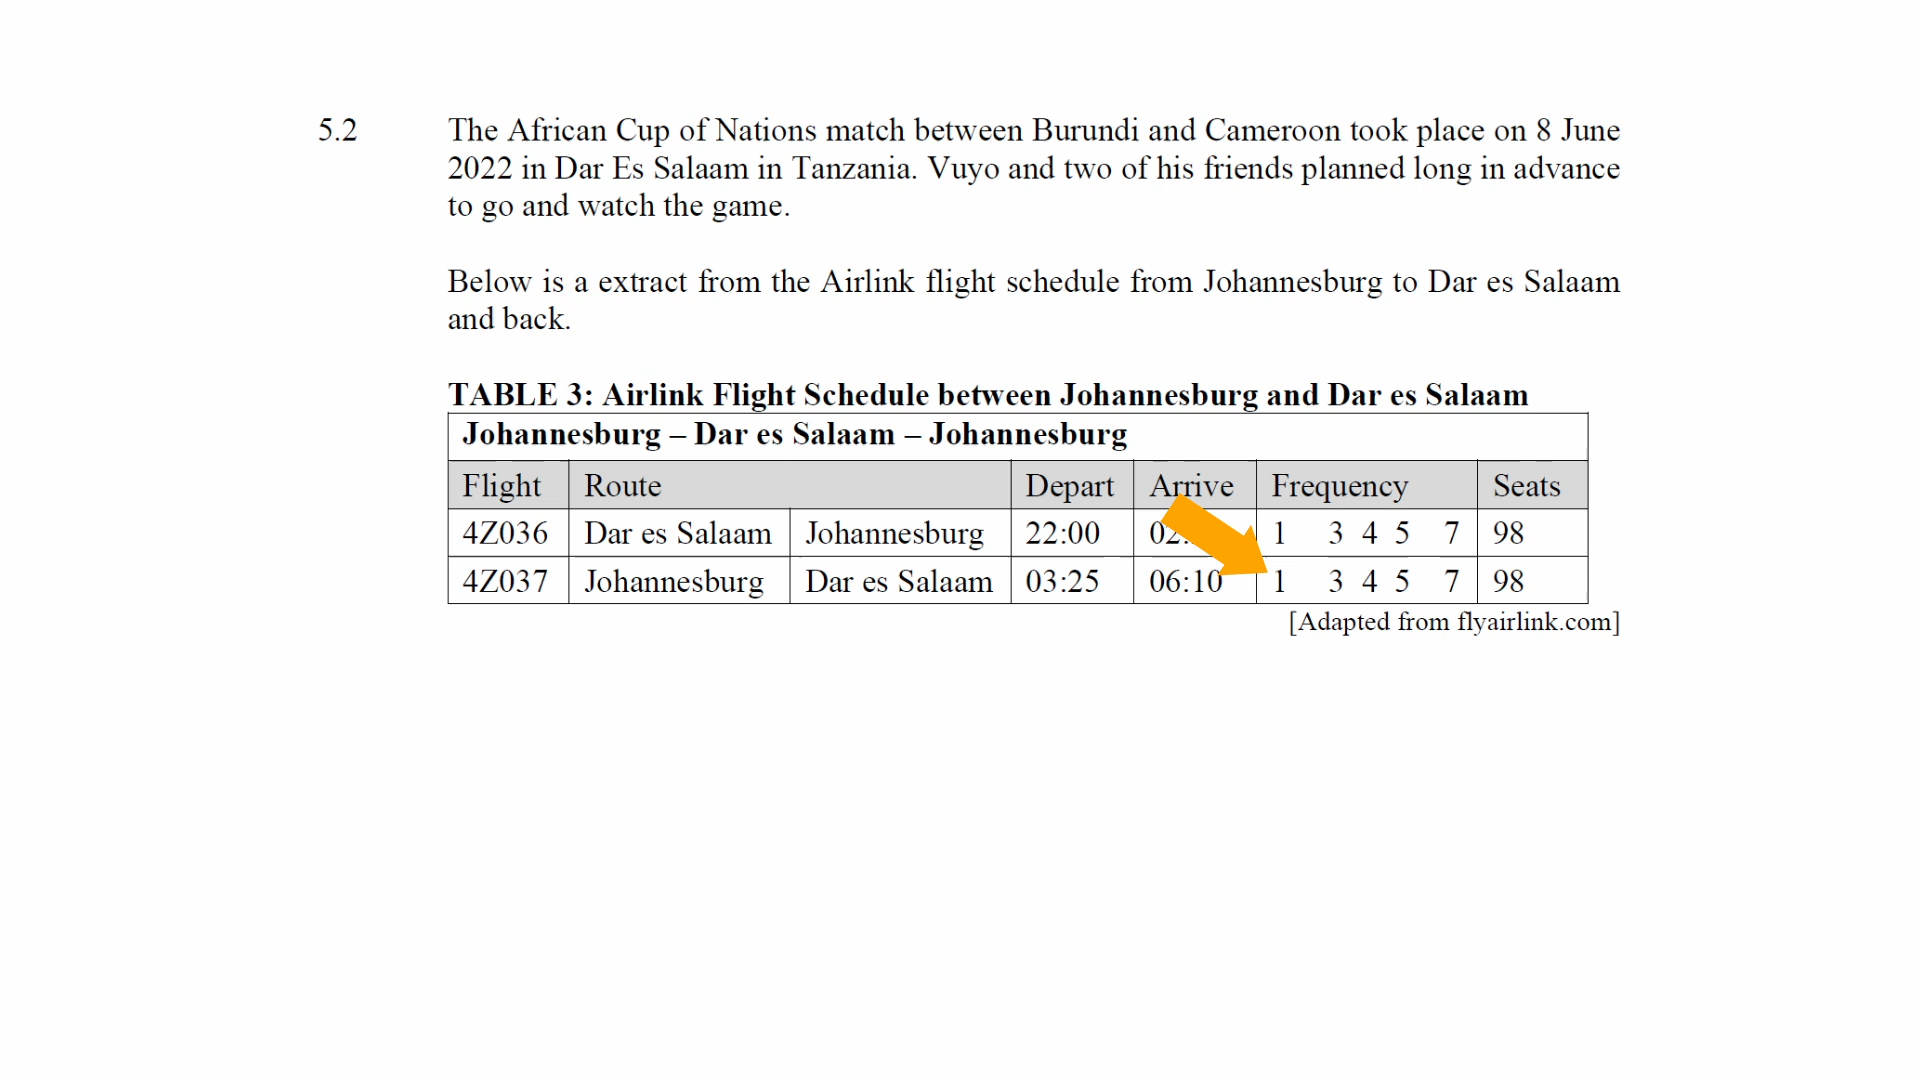 5.2 The African Cup of Nations match between Burundi and Cameroon took place on 8 June
2022 in Dar Es Salaam in Tanzania. Vuyo and two of his friends planned long in advance
to go and watch the game.
Below is a extract from the Airlink flight schedule from Johannesburg to Dar es Salaam
and back.
TABLE 3: Airlink Flight Schedule between Johannesburg and Dar es Salaam
Johannesburg – Dar es Salaam – Johannesburg
Flight Route Depart Arrive Frequency Seats
4Z036 Dar es Salaam Johannesburg 22:00 1 3 4 5 7 98
4Z037 Johannesburg Dar es Salaam 03:25 06:10 1 3 4 5 7 98
[Adapted from flyairlink.com]